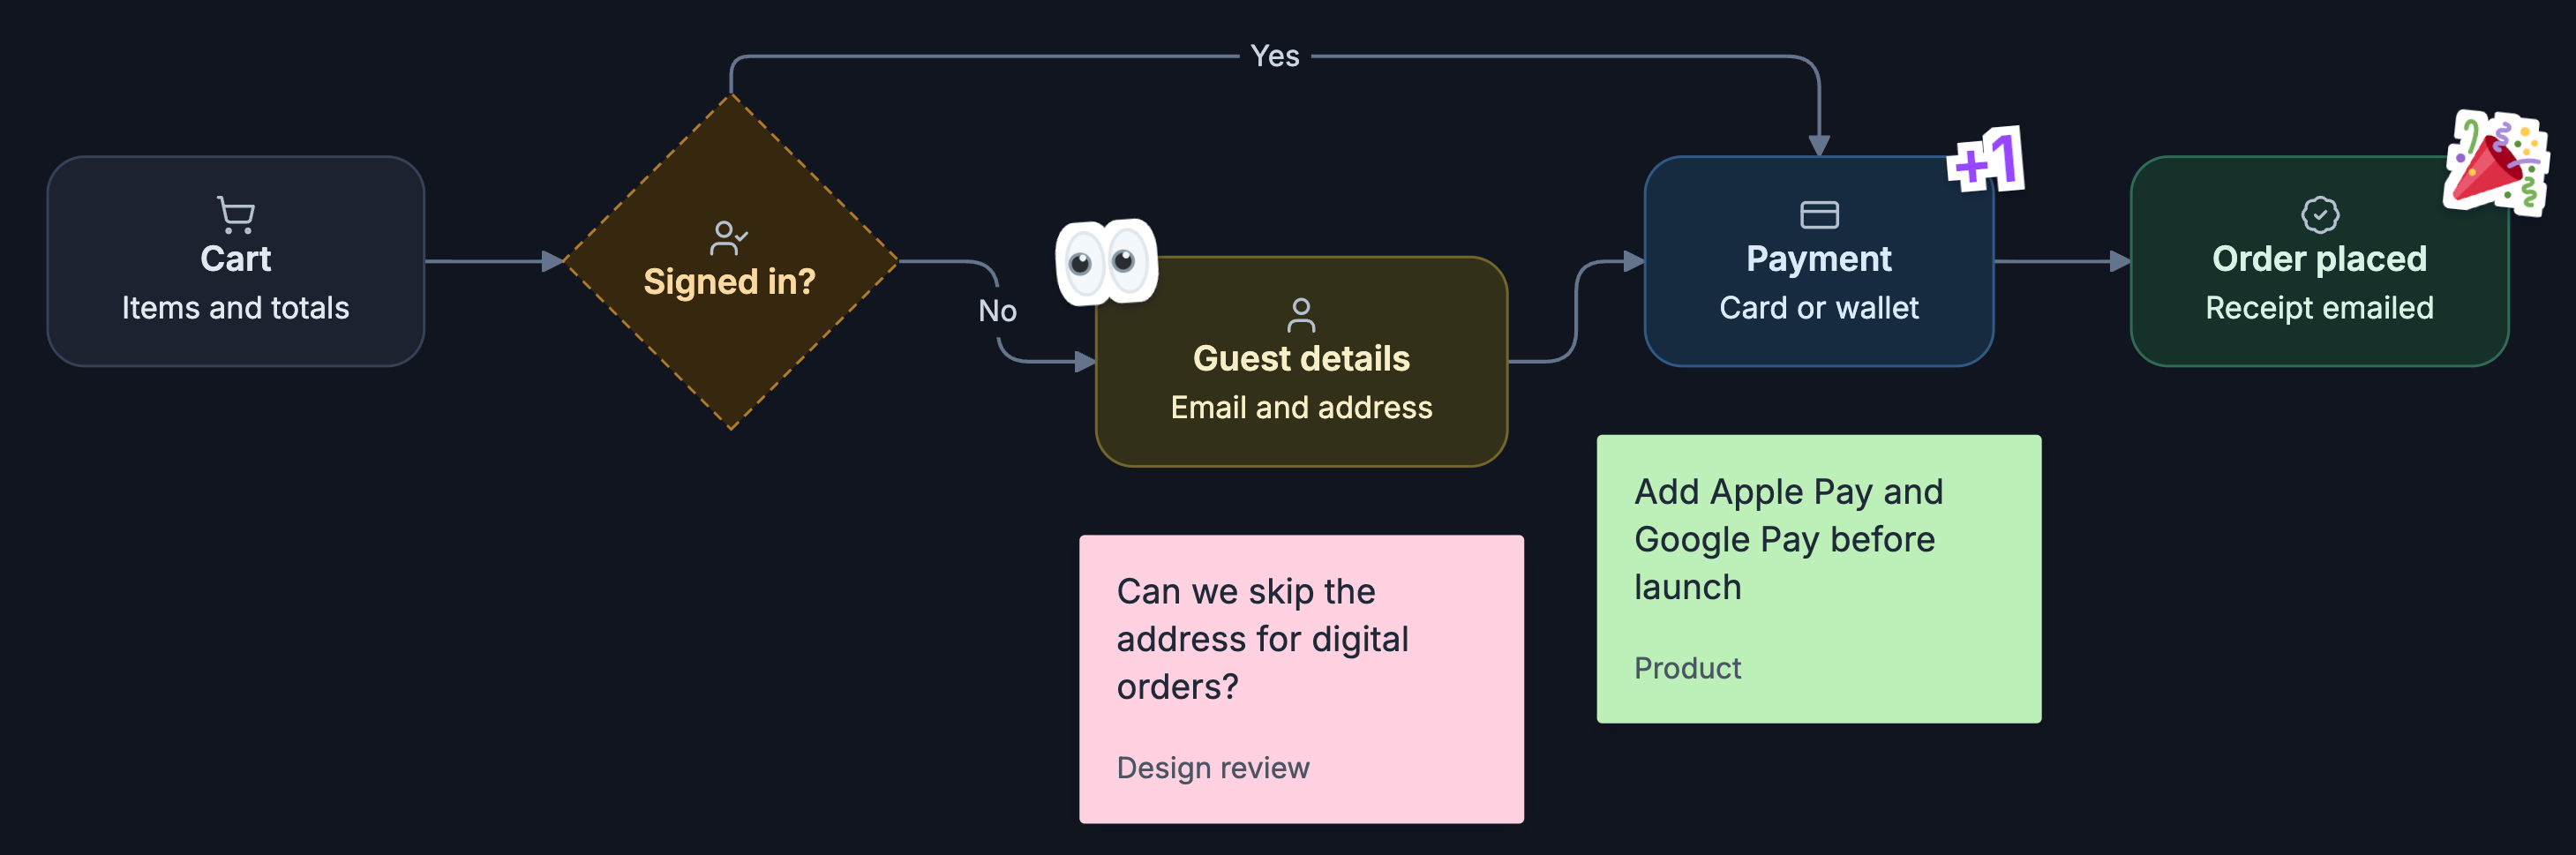 Yes
Cart
Items and totals
Signed in?
No
Guest details
Email and address
Payment
Card or wallet
+1
Order placed
Receipt emailed
Can we skip the
address for digital
orders?
Design review
Add Apple Pay and
Google Pay before
launch
Product